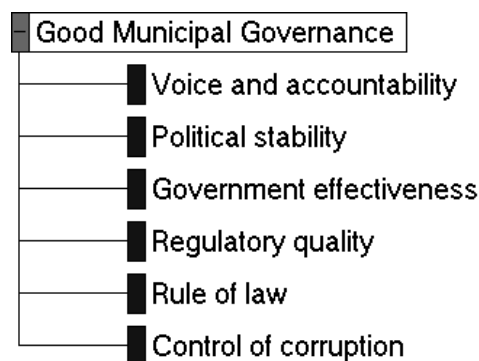 Good Municipal Governance
Voice and accountability
Political stability
Government effectiveness
Regulatory quality
Rule of law
Control of corruption